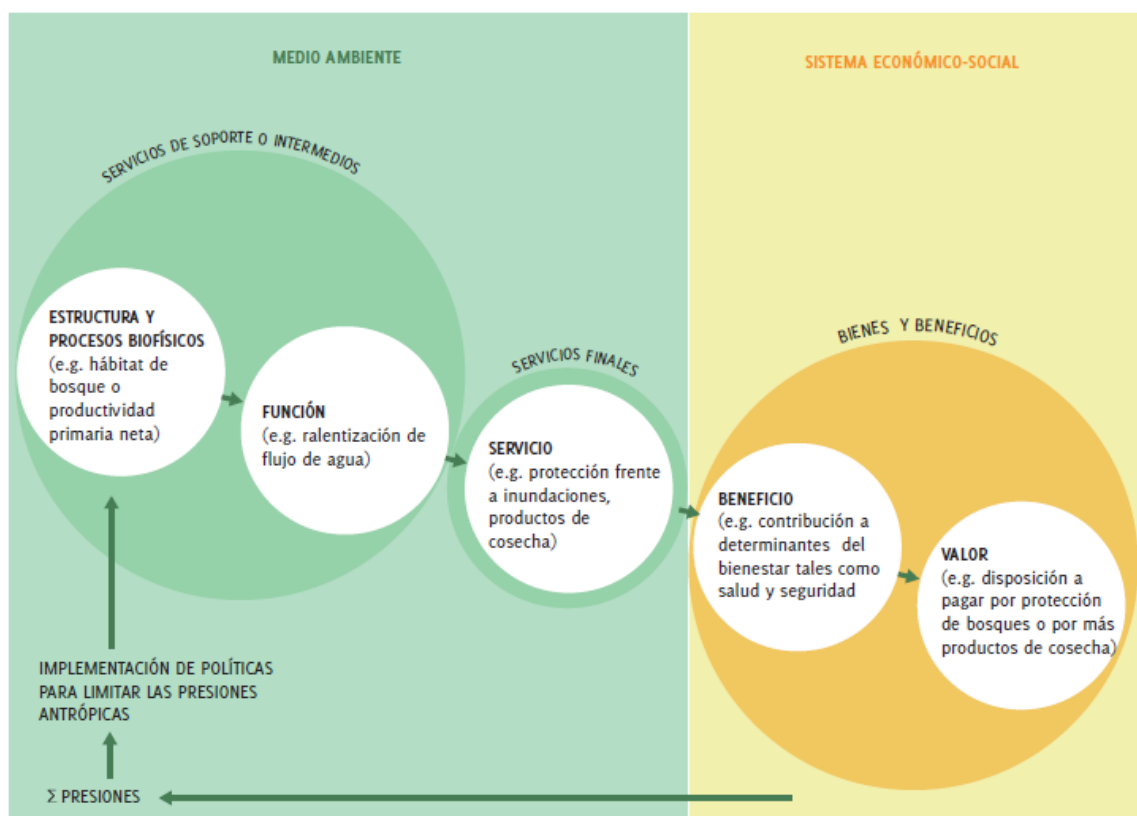 MEDIO AMBIENTE
SISTEMA ECONÓMICO-SOCIAL
SERVICIOS DE SOPORTE O INTERMEDIOS
ESTRUCTURA Y
PROCESOS BIOFÍSICOS
(e.g. hábitat de
bosque o
productividad
primaria neta)
FUNCIÓN
(e.g. ralentización de
flujo de agua)
SERVICIOS FINALES
SERVICIO
(e.g. protección frente
a inundaciones,
productos de
cosecha)
BIENES Y BENEFICIOS
BENEFICIO
(e.g. contribución a
determinantes del
bienestar tales como
salud y seguridad
VALOR
(e.g. disposición a
pagar por protección
de bosques o por más
productos de cosecha)
IMPLEMENTACIÓN DE POLÍTICAS
PARA LIMITAR LAS PRESIONES
ANTRÓPICAS
Σ PRESIONES